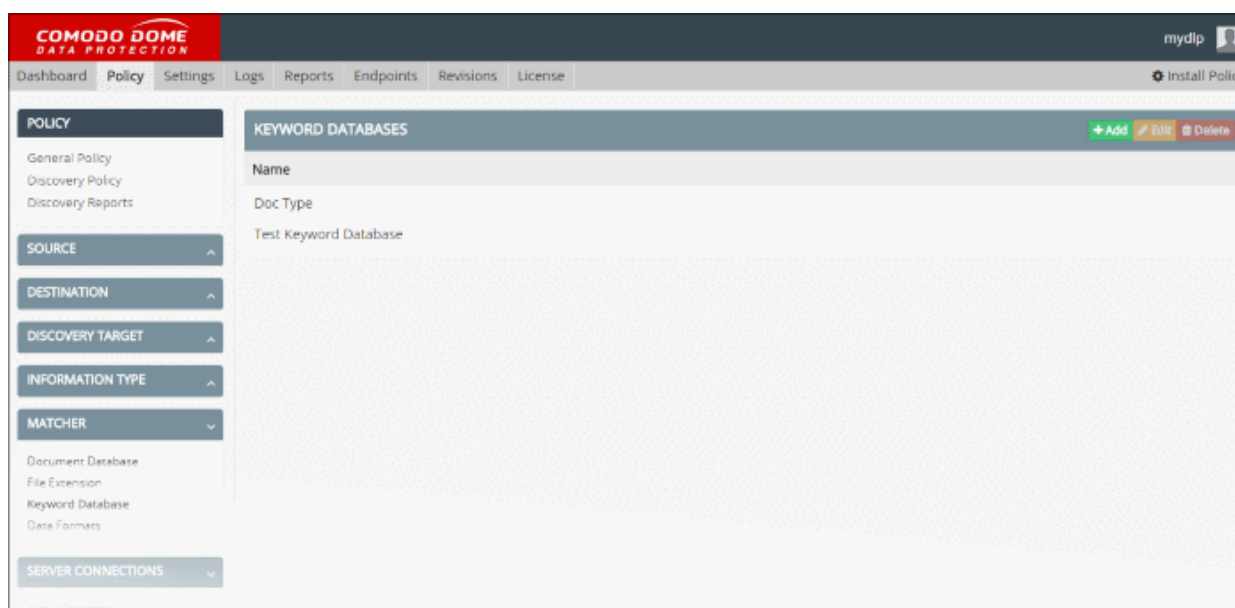 COMODO DOME
DATA PROTECTION
mydlp
Dashboard Policy Settings Logs Reports Endpoints Revisions License Install
POLICY
General Policy
Discovery Policy
Discovery Reports
SOURCE
DESTINATION
DISCOVERY TARGET
INFORMATION TYPE
MATCHER
Document Database
File Extension
Keyword Database
Data Formats
SERVER CONNECTIONS
KEYWORD DATABASES
+Add Edit Delete
Name
Doc Type
Test Keyword Database